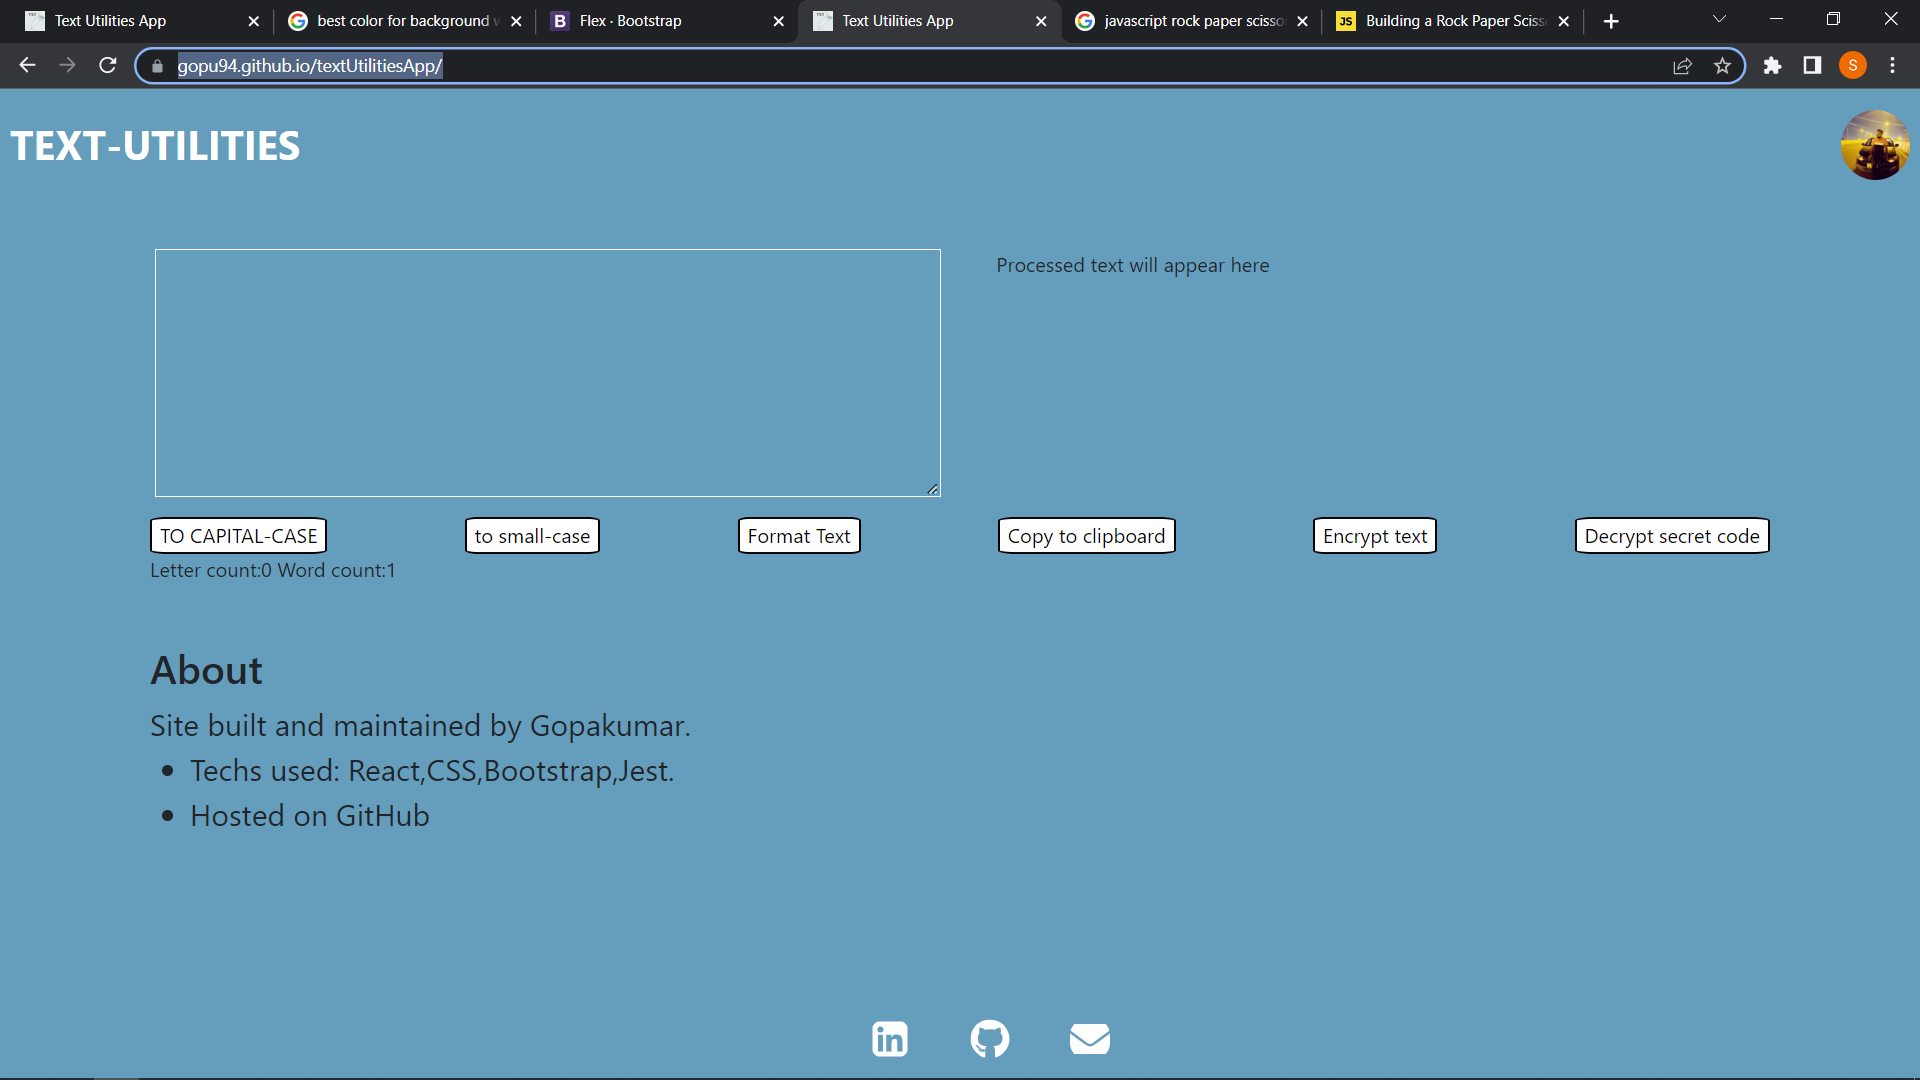 Text Utilities App
best color for background
Flex · Bootstrap
Text Utilities App
javascript rock paper
JS
Building a Rock Paper
gopu94.github.io/textUtilitiesApp/
S
TEXT-UTILITIES
Processed text will appear here
TO CAPITAL-CASE to small-case Format Text Copy to clipboard Encrypt text Decrypt secret code
Letter count:0 Word count:1
About
Site built and maintained by Gopakumar.
Techs used: React,CSS,Bootstrap,Jest.
Hosted on GitHub
in